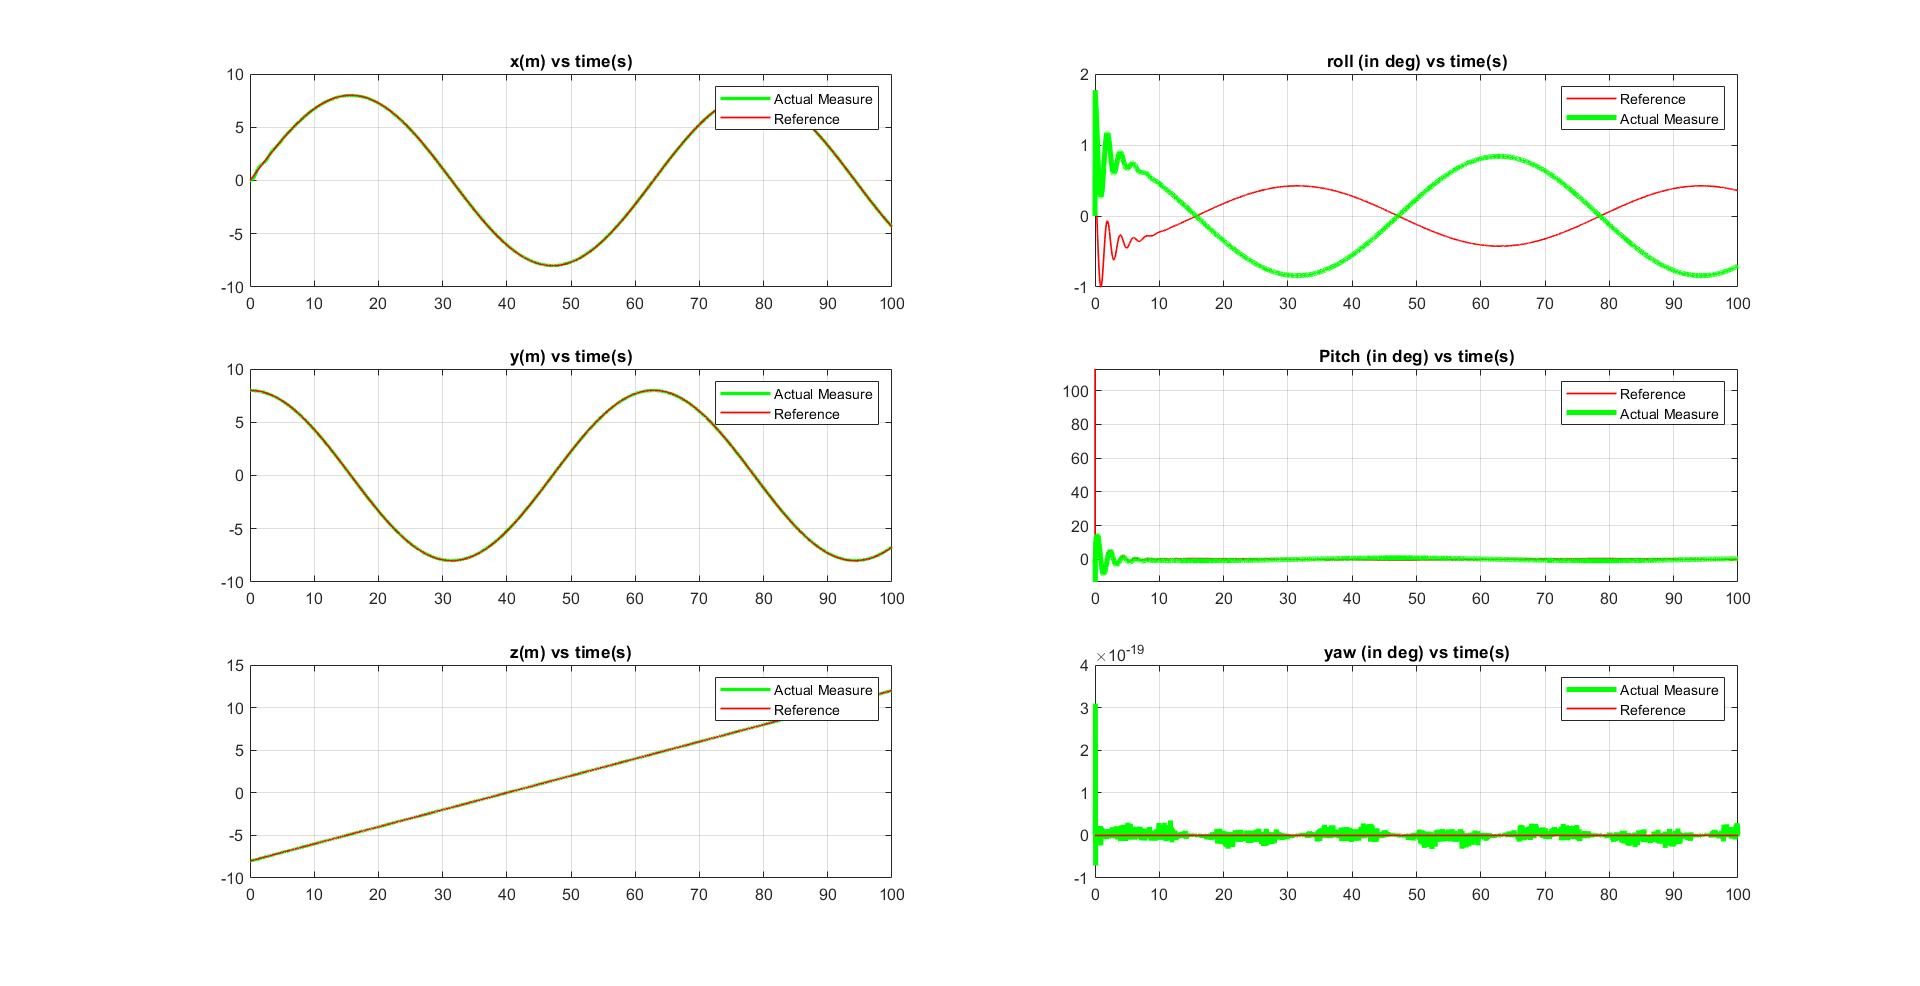 x(m) vs time(s)
10
5
0
-5
-10
0 10 20 30 40 50 60 70 80 90 100
Actual Measure
Reference
roll (in deg) vs time(s)
2
1
0
-1
0 10 20 30 40 50 60 70 80 90 100
Reference
Actual Measure
y(m) vs time(s)
10
5
0
-5
-10
0 10 20 30 40 50 60 70 80 90 100
Actual Measure
Reference
Pitch (in deg) vs time(s)
100
80
60
40
20
0
0 10 20 30 40 50 60 70 80 90 100
Reference
Actual Measure
z(m) vs time(s)
15
10
5
0
-5
-10
0 10 20 30 40 50 60 70 80 90 100
Actual Measure
Reference
yaw (in deg) vs time(s)
×10^-19
4
3
2
1
0
-1
0 10 20 30 40 50 60 70 80 90 100
Actual Measure
Reference